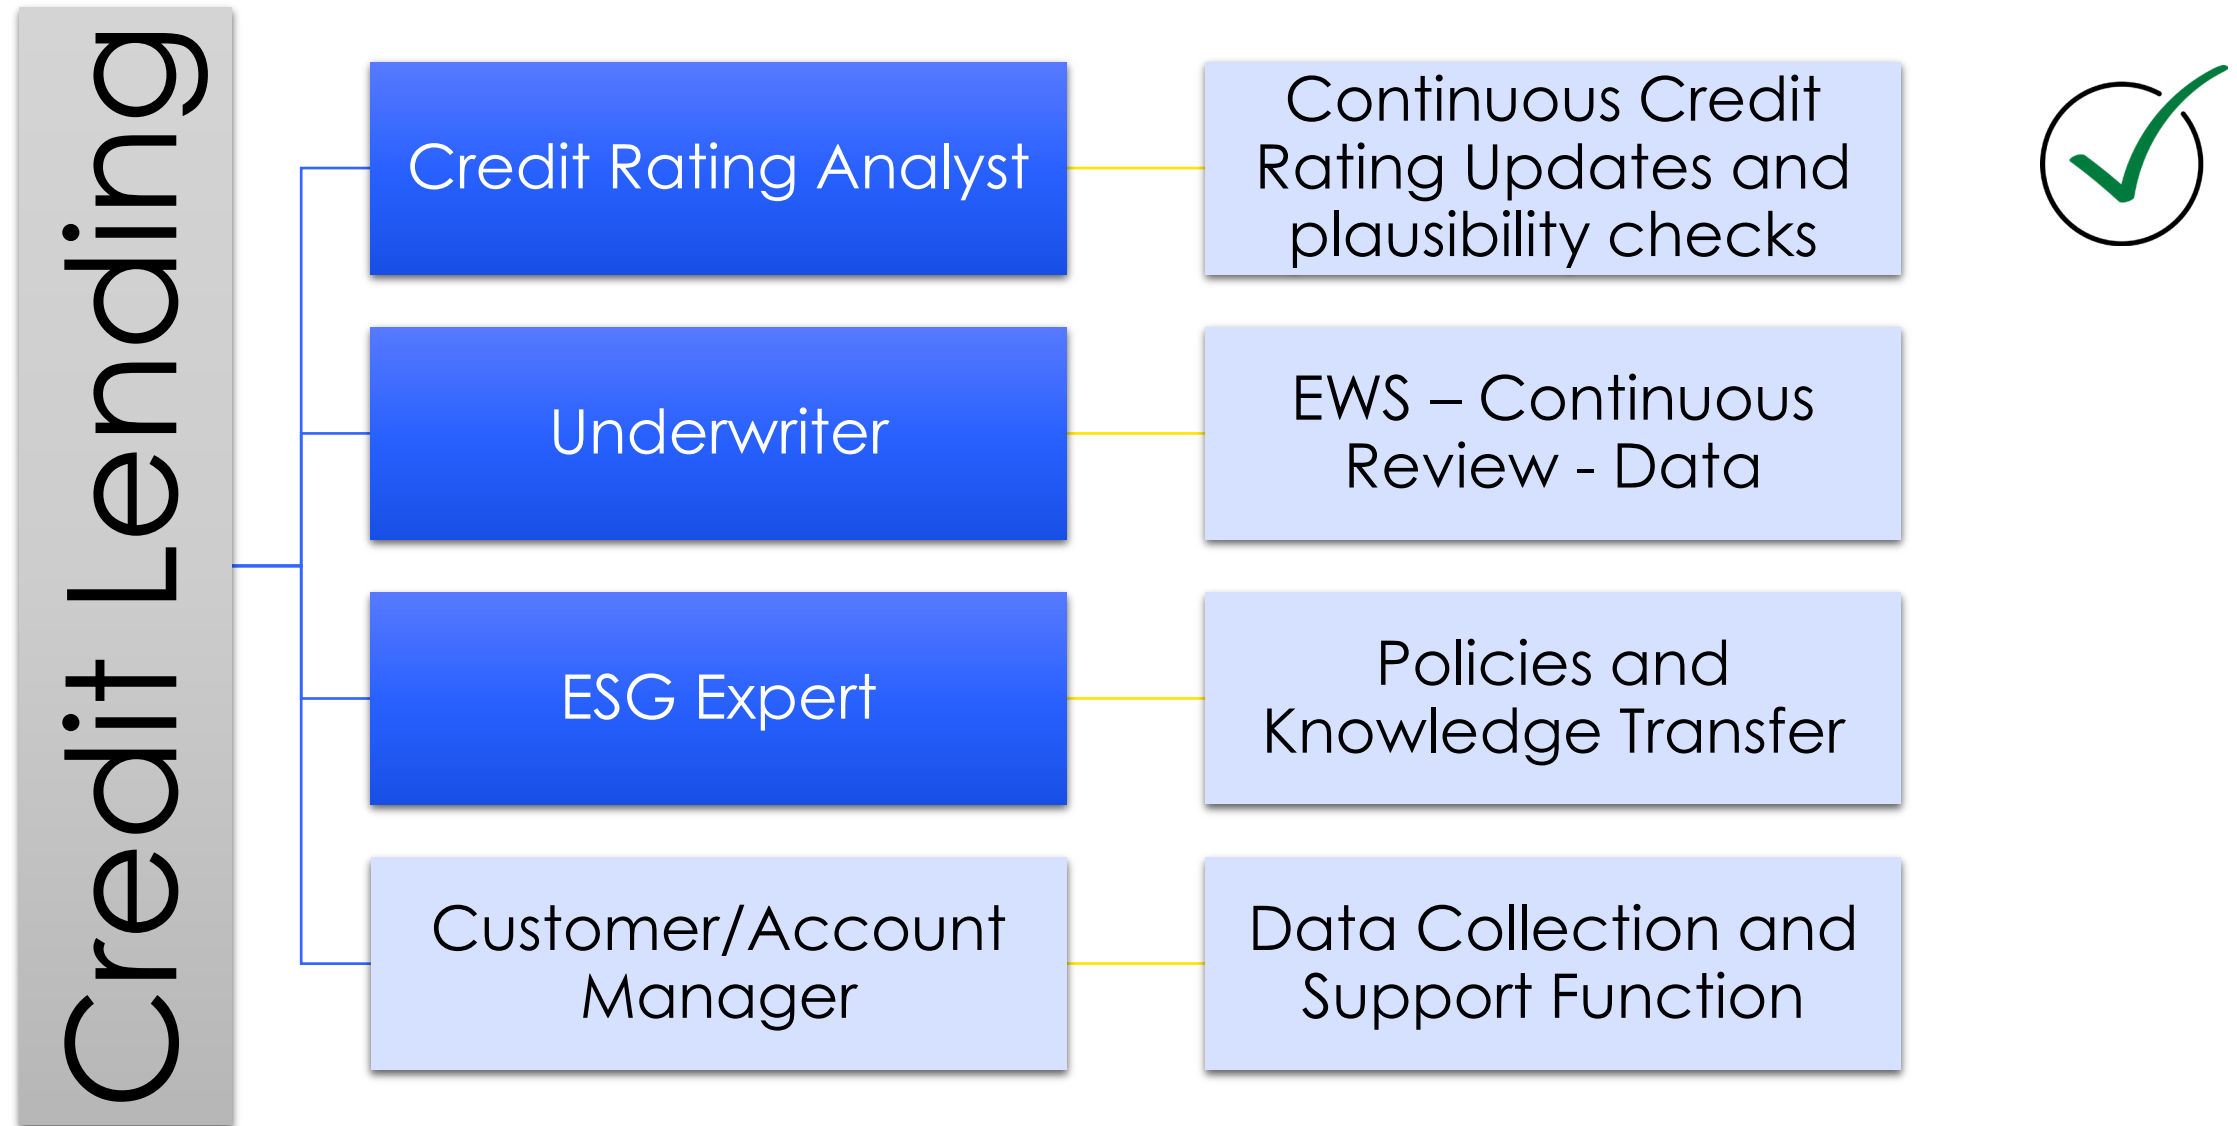 Credit Lending
Credit Rating Analyst
Continuous Credit
Rating Updates and
plausibility checks
Underwriter
EWS – Continuous
Review - Data
ESG Expert
Policies and
Knowledge Transfer
Customer/Account
Manager
Data Collection and
Support Function